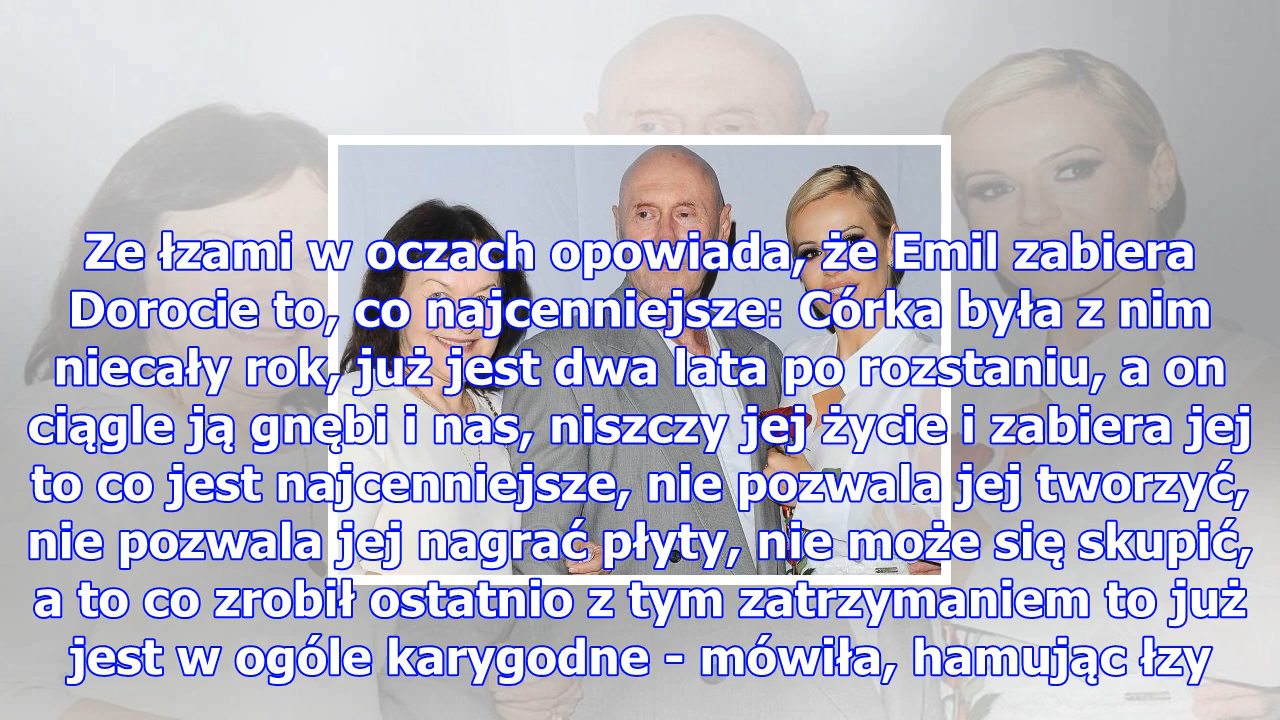 Ze łzami w oczach opowiada, że Emil zabiera
Dorocie to, co najcenniejsze: Córka była z nim
niecały rok, już jest dwa lata po rozstaniu, a on
ciągle ją gnębi i nas, niszczy jej życie i zabiera jej
to co jest najcenniejsze, nie pozwala jej tworzyć,
nie pozwala jej nagrać płyty, nie może się skupić,
a to co zrobił ostatnio z tym zatrzymaniem to już
jest w ogóle karygodne - mówiła, hamując łzy